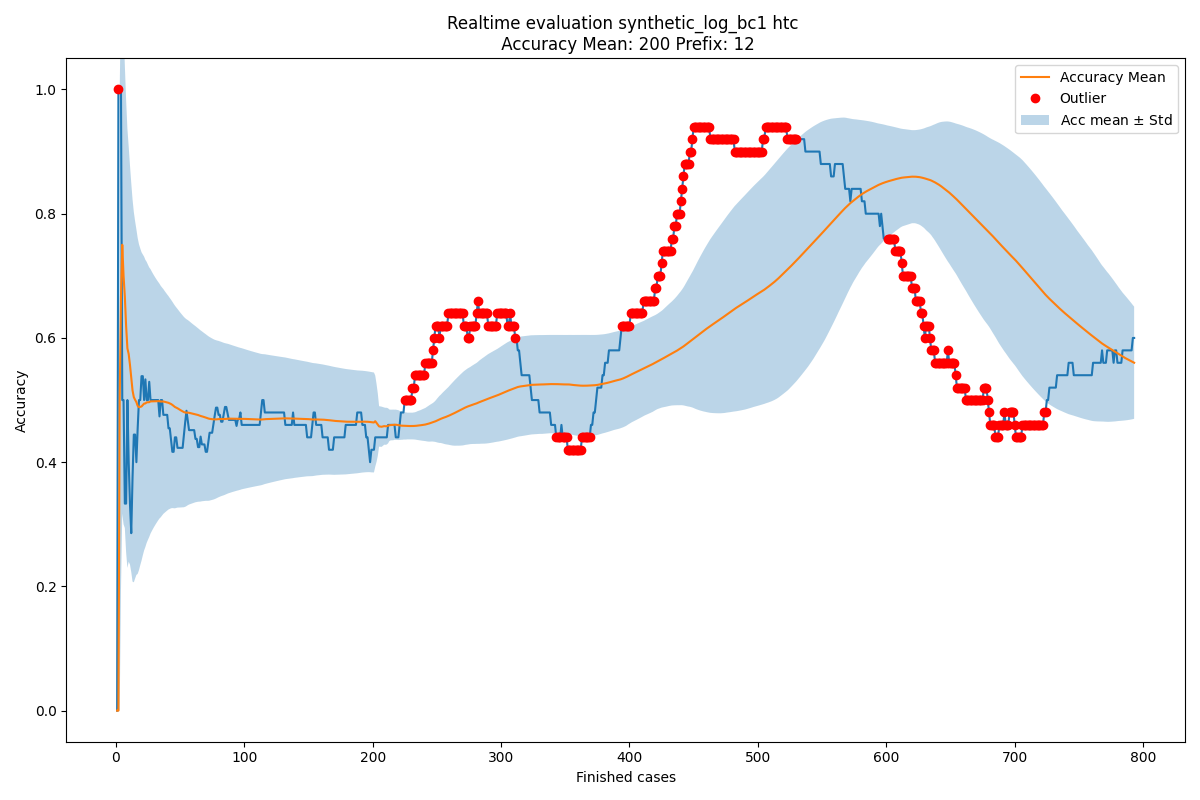 Realtime evaluation synthetic_log_bc1 htc
Accuracy Mean: 200 Prefix: 12
Accuracy Mean
Outlier
Acc mean ± Std
Accuracy
1.0
0.8
0.6
0.4
0.2
0.0
0 100 200 300 400 500 600 700 800
Finished cases